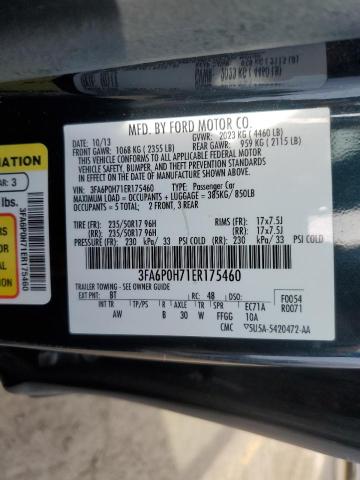 MFD. BY FORD MOTOR CO.
10/13
GVWR: 2023 KG ( 4460 LB)
FRONT GAWR: 1068 KG ( 2355 LB)
REAR GAWR: 959 KG ( 2115 LB)
THIS VEHICLE CONFORMS TO ALL APPLICABLE FEDERAL MOTOR
VEHICLE SAFETY, BUMPER, AND THEFT PREVENTION STANDARDS
IN EFFECT ON THE DATE OF MANUFACTURE SHOWN ABOVE.
VIN: 3FA6P0H71ER175460 TYPE: Passenger Car
MAXIMUM LOAD = OCCUPANTS + LUGGAGE = 385KG/ 850LB
OCCUPANTS = 5 TOTAL; 2 FRONT, 3 REAR
TIRE (FR): 235/50R17 96H RIMS (FR): 17x7.5J
(RR): 235/50R17 96H (RR): 17x7.5J
PRESSURE (FR): 230 kPa/ 33 PSI COLD (RR): 230 kPa/ 33 PSI COLD
3FA6P0H71ER175460
TRAILER TOWING - SEE OWNER GUIDE
EXT PNT: BT RC: 48
F0054
R0071
INT TR TP/PS R AXLE TR SPR EC71A
AW B 30 W FFGG 10A
CMC 5U5A-5420472-AA
MATION
AR: 3
lbs.
3FA6P0H71ER175460